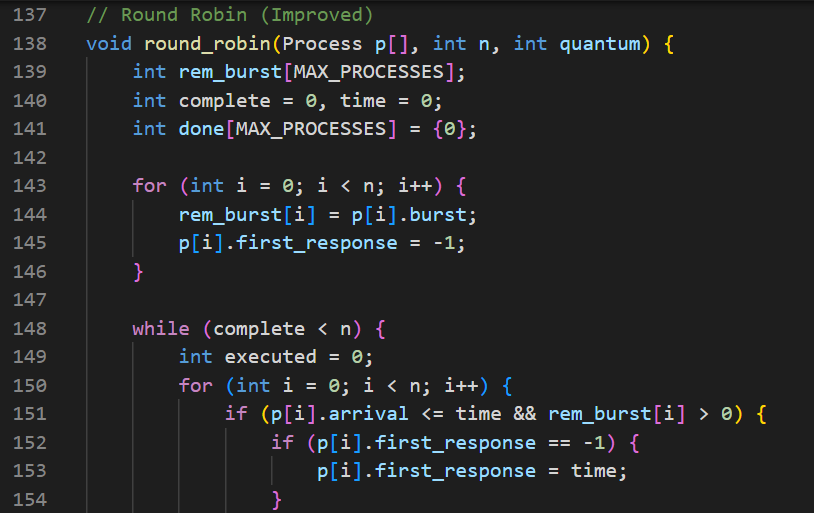 137 // Round Robin (Improved)
138 void round_robin(Process p[], int n, int quantum) {
139     int rem_burst[MAX_PROCESSES];
140     int complete = 0, time = 0;
141     int done[MAX_PROCESSES] = {0};
142
143     for (int i = 0; i < n; i++) {
144         rem_burst[i] = p[i].burst;
145         p[i].first_response = -1;
146     }
147
148     while (complete < n) {
149         int executed = 0;
150         for (int i = 0; i < n; i++) {
151             if (p[i].arrival <= time && rem_burst[i] > 0) {
152                 if (p[i].first_response == -1) {
153                     p[i].first_response = time;
154                 }